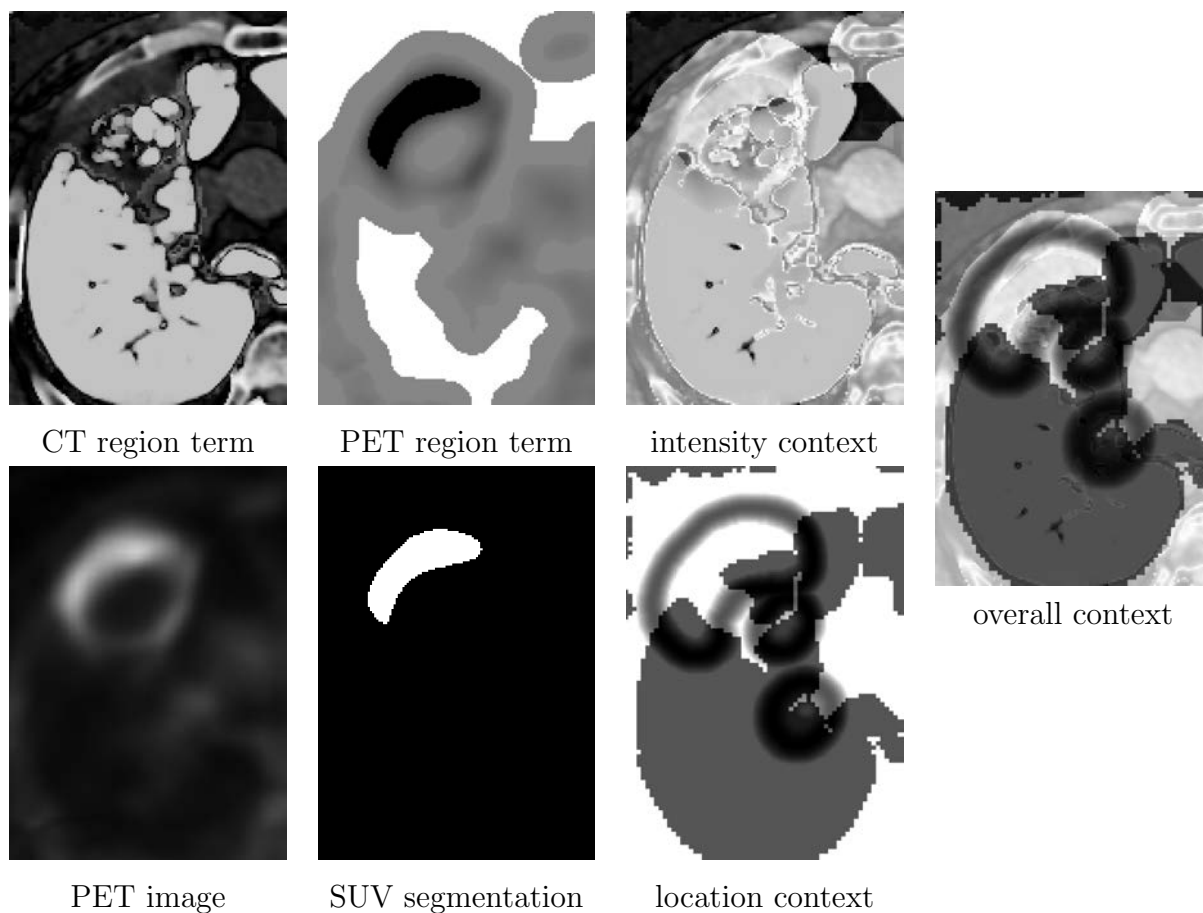 CT region term
PET region term
intensity context
overall context
PET image
SUV segmentation
location context